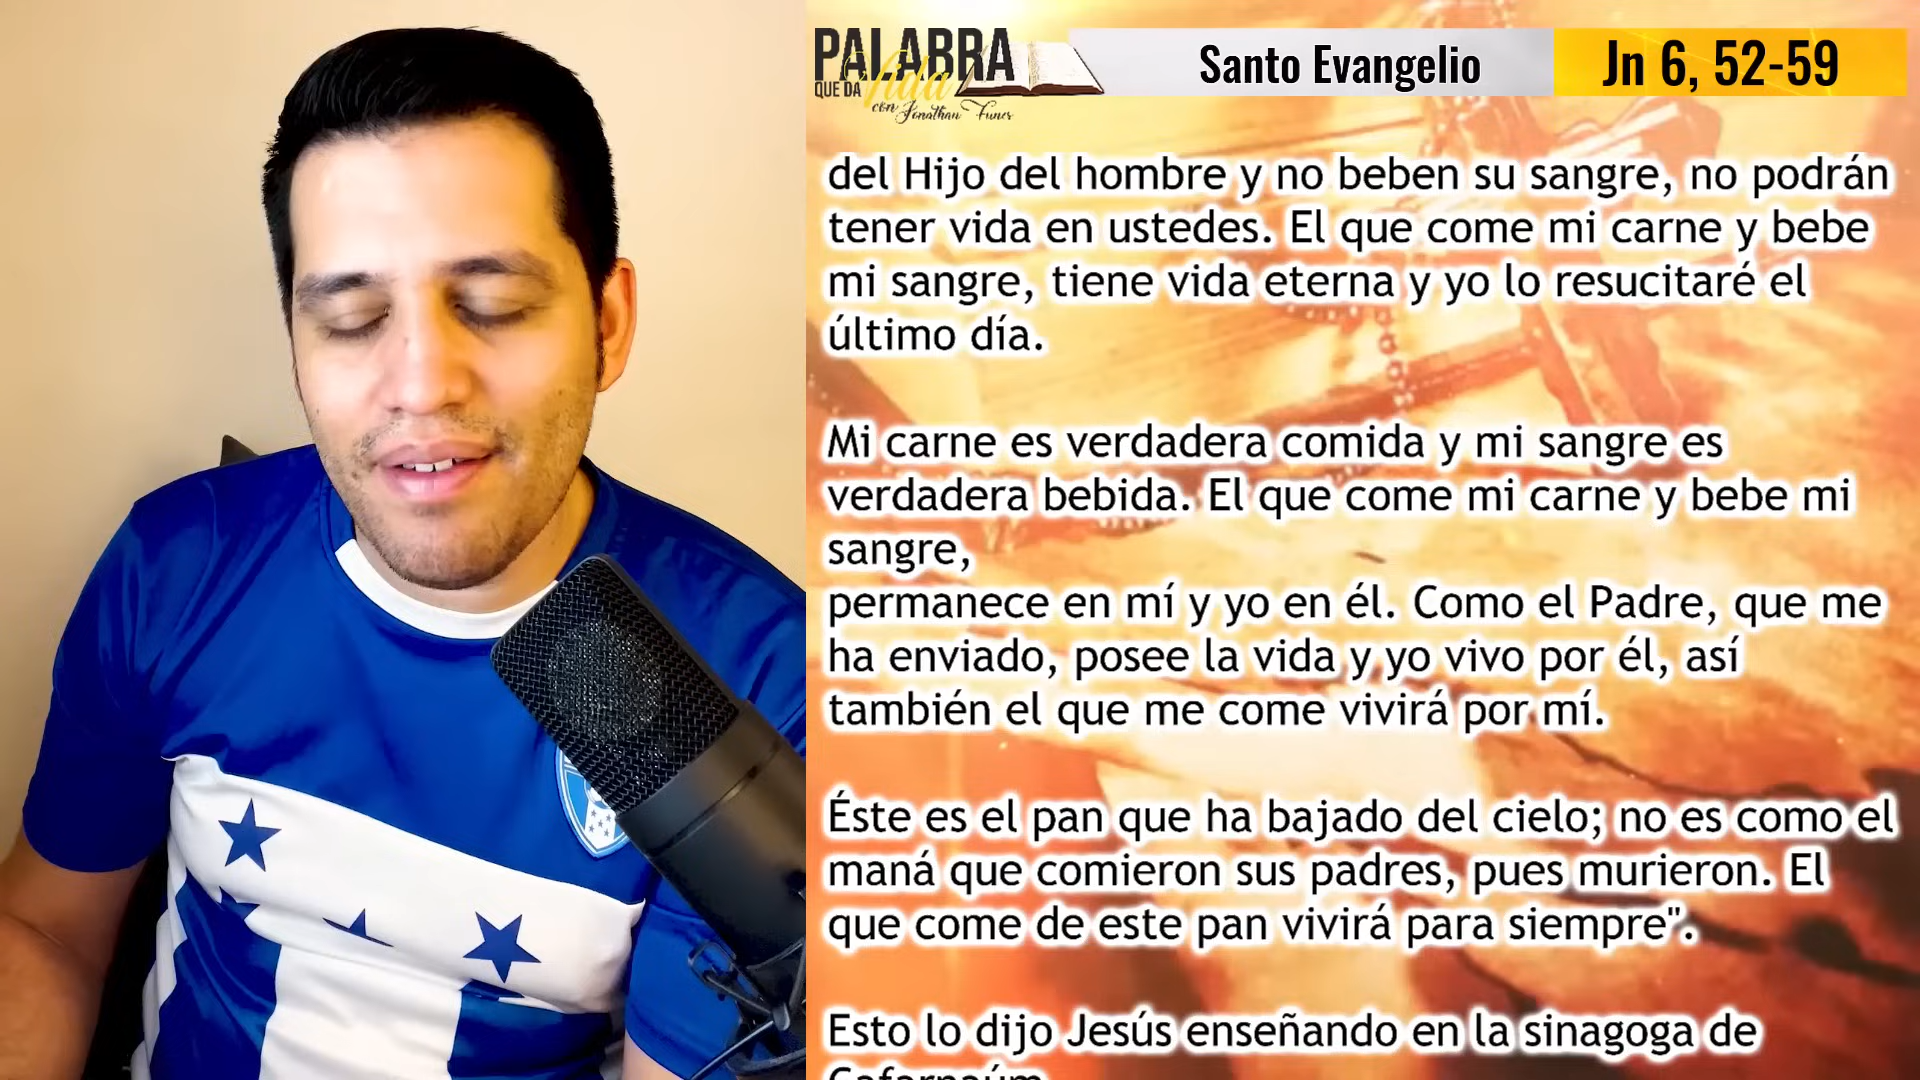 PALABRA
QUE DA Vida
con Jonathan Funes
Santo Evangelio
Jn 6, 52-59
del Hijo del hombre y no beben su sangre, no podrán
tener vida en ustedes. El que come mi carne y bebe
mi sangre, tiene vida eterna y yo lo resucitaré el
último día.
Mi carne es verdadera comida y mi sangre es
verdadera bebida. El que come mi carne y bebe mi
sangre,
permanece en mí y yo en él. Como el Padre, que me
ha enviado, posee la vida y yo vivo por él, así
también el que me come vivirá por mí.
Éste es el pan que ha bajado del cielo; no es como el
maná que comieron sus padres, pues murieron. El
que come de este pan vivirá para siempre".
Esto lo dijo Jesús enseñando en la sinagoga de
Cafarnaúm.